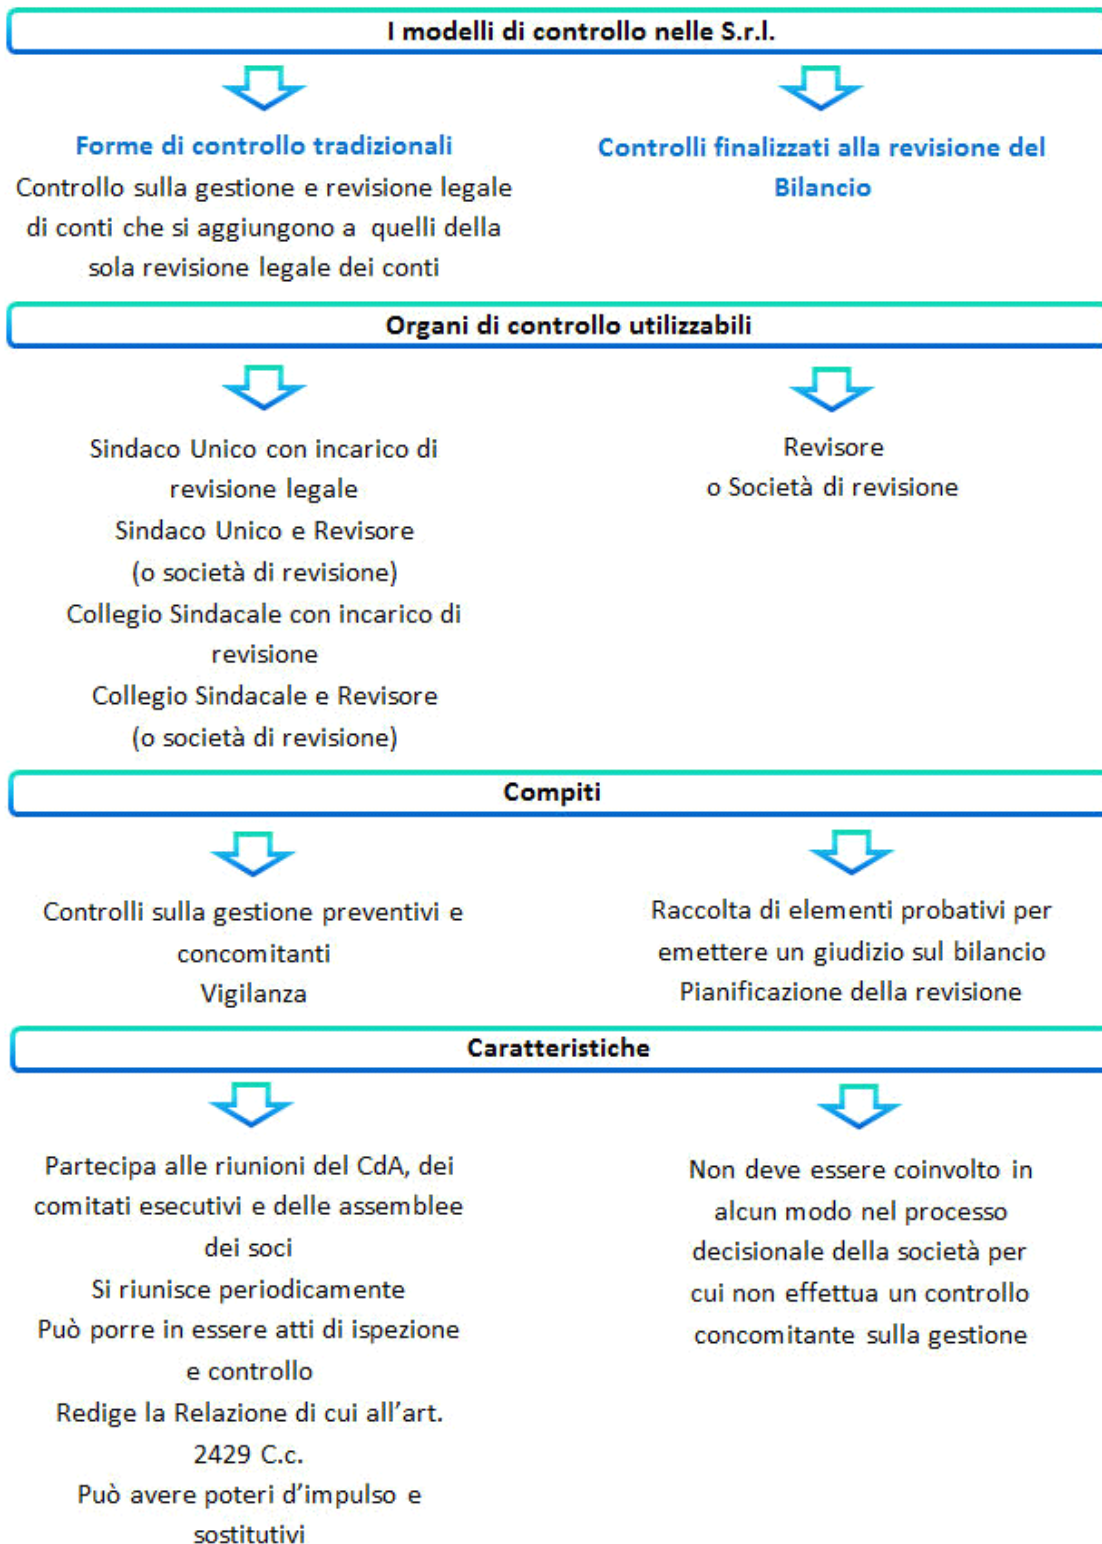 I modelli di controllo nelle S.r.l.
Forme di controllo tradizionali
Controllo sulla gestione e revisione legale
di conti che si aggiungono a quelli della
sola revisione legale dei conti
Controlli finalizzati alla revisione del
Bilancio
Organi di controllo utilizzabili
Sindaco Unico con incarico di
revisione legale
Sindaco Unico e Revisore
(o società di revisione)
Collegio Sindacale con incarico di
revisione
Collegio Sindacale e Revisore
(o società di revisione)
Revisore
o Società di revisione
Compiti
Controlli sulla gestione preventivi e
concomitanti
Vigilanza
Raccolta di elementi probativi per
emettere un giudizio sul bilancio
Pianificazione della revisione
Caratteristiche
Partecipa alle riunioni del CdA, dei
comitati esecutivi e delle assemblee
dei soci
Si riunisce periodicamente
Può porre in essere atti di ispezione
e controllo
Redige la Relazione di cui all’art.
2429 C.c.
Può avere poteri d’impulso e
sostitutivi
Non deve essere coinvolto in
alcun modo nel processo
decisionale della società per
cui non effettua un controllo
concomitante sulla gestione